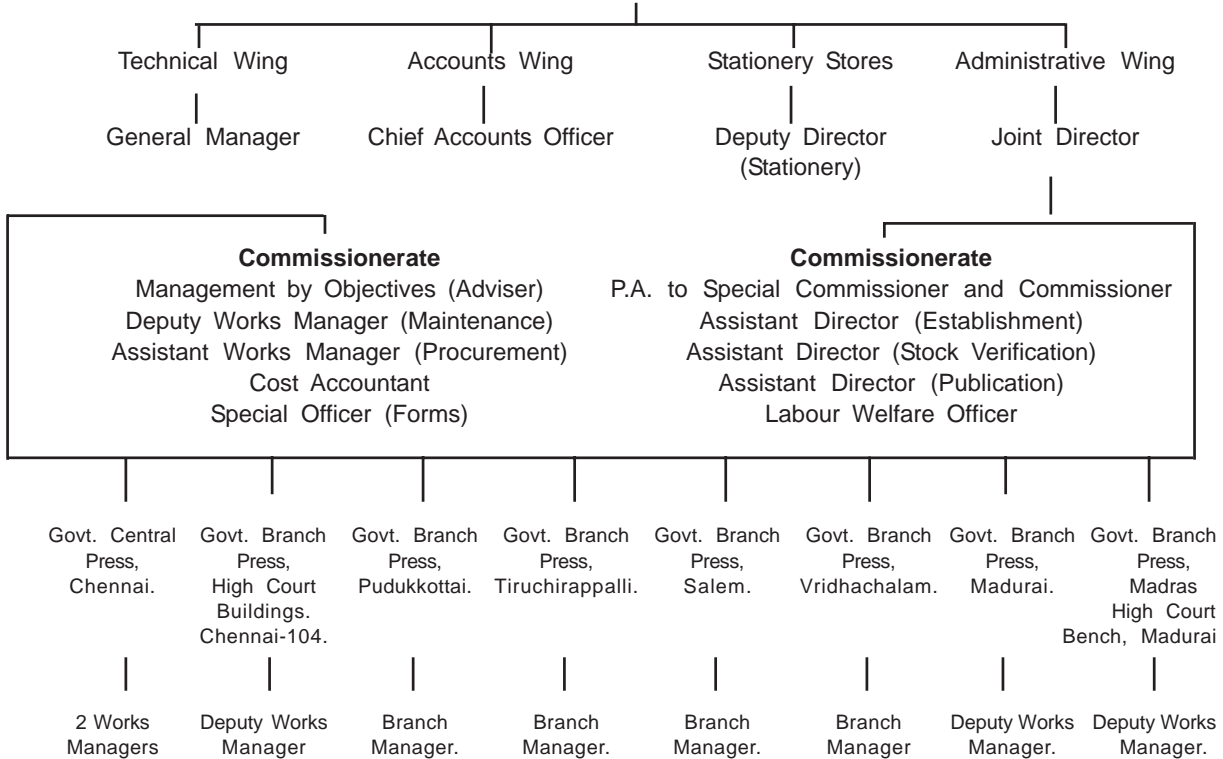 Technical Wing
Accounts Wing
Stationery Stores
Administrative Wing
General Manager
Chief Accounts Officer
Deputy Director
(Stationery)
Joint Director
Commissionerate
Management by Objectives (Adviser)
Deputy Works Manager (Maintenance)
Assistant Works Manager (Procurement)
Cost Accountant
Special Officer (Forms)
Commissionerate
P.A. to Special Commissioner and Commissioner
Assistant Director (Establishment)
Assistant Director (Stock Verification)
Assistant Director (Publication)
Labour Welfare Officer
Govt. Central
Press,
Chennai.
Govt. Branch
Press,
High Court
Buildings.
Chennai-104.
Govt. Branch
Press,
Pudukkottai.
Govt. Branch
Press,
Tiruchirappalli.
Govt. Branch
Press,
Salem.
Govt. Branch
Press,
Vridhachalam.
Govt. Branch
Press,
Madurai.
Govt. Branch
Press,
Madras
High Court
Bench, Madurai
2 Works
Managers
Deputy Works
Manager
Branch
Manager.
Branch
Manager.
Branch
Manager.
Branch
Manager
Deputy Works
Manager.
Deputy Works
Manager.